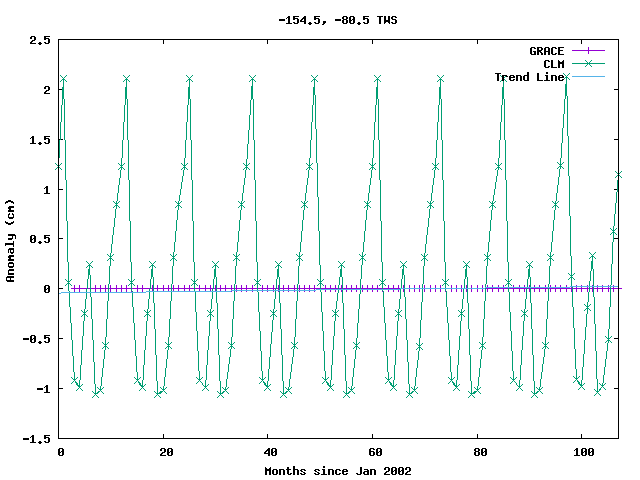 -154.5, -80.5 TWS
GRACE
CLM
Trend Line
2.5
2
1.5
1
0.5
0
-0.5
-1
-1.5
Anomaly (cm)
0 20 40 60 80 100
Months since Jan 2002